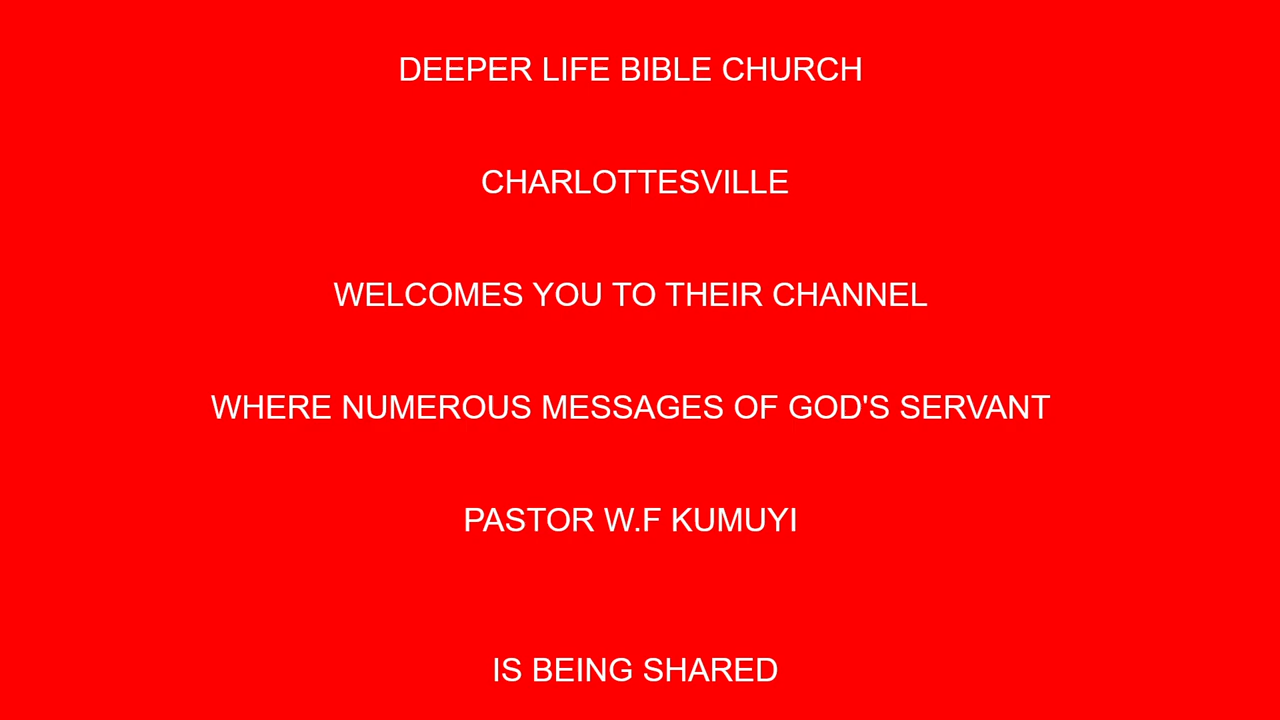 DEEPER LIFE BIBLE CHURCH
CHARLOTTESVILLE
WELCOMES YOU TO THEIR CHANNEL
WHERE NUMEROUS MESSAGES OF GOD'S SERVANT
PASTOR W.F KUMUYI
IS BEING SHARED